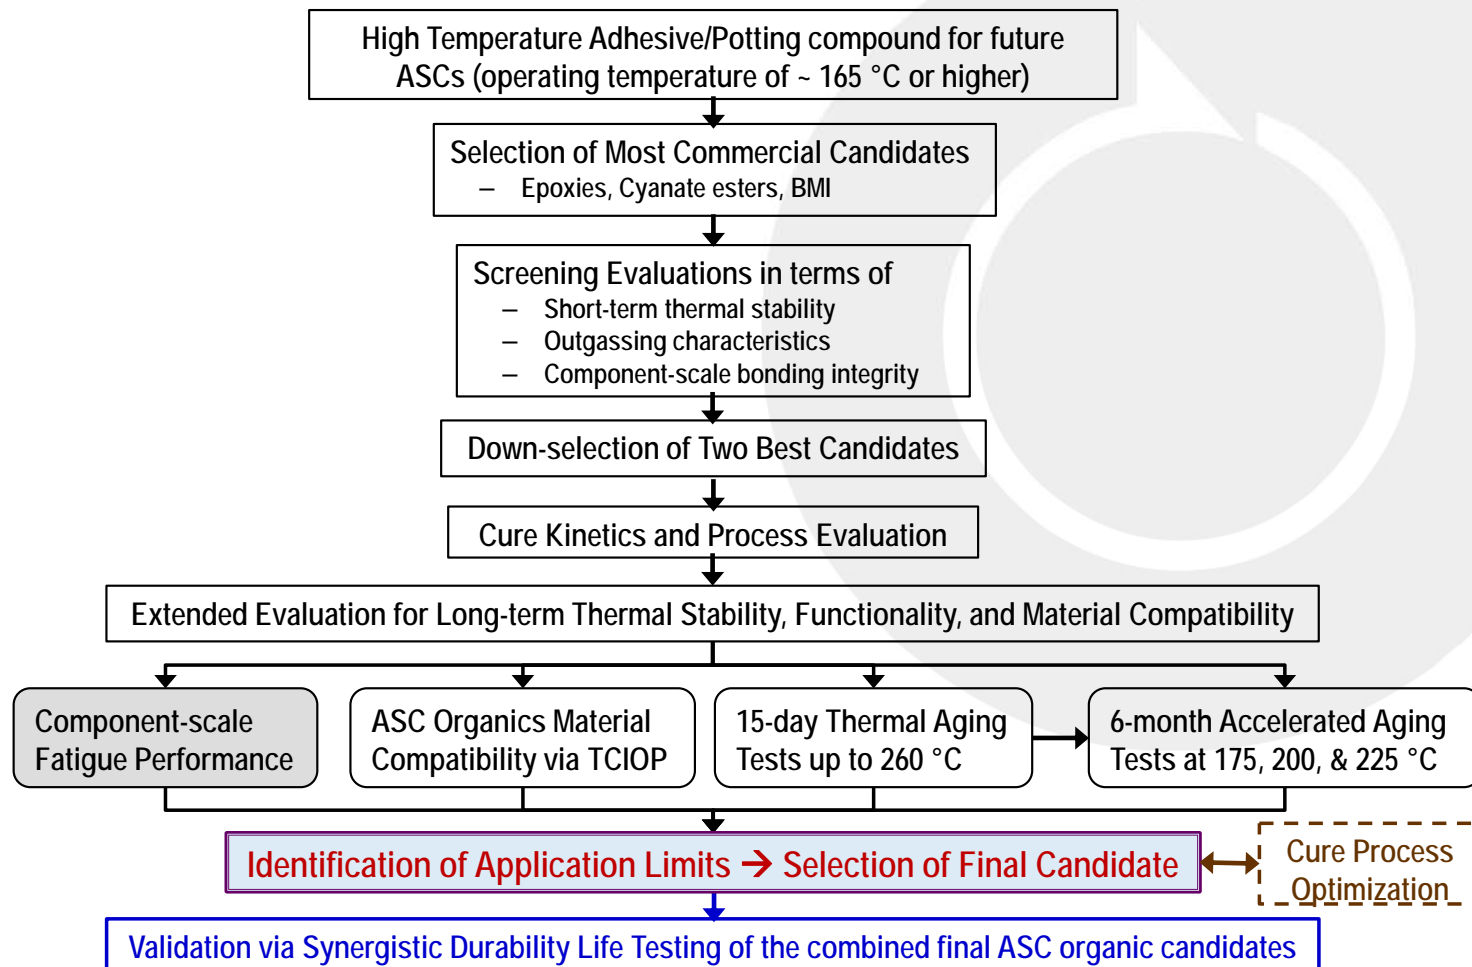 High Temperature Adhesive/Potting compound for future
ASCs (operating temperature of ~ 165 °C or higher)
Selection of Most Commercial Candidates
– Epoxies, Cyanate esters, BMI
Screening Evaluations in terms of
– Short-term thermal stability
– Outgassing characteristics
– Component-scale bonding integrity
Down-selection of Two Best Candidates
Cure Kinetics and Process Evaluation
Extended Evaluation for Long-term Thermal Stability, Functionality, and Material Compatibility
Component-scale
Fatigue Performance
ASC Organics Material
Compatibility via TCIOP
15-day Thermal Aging
Tests up to 260 °C
6-month Accelerated Aging
Tests at 175, 200, & 225 °C
Identification of Application Limits → Selection of Final Candidate
Cure Process
Optimization
Validation via Synergistic Durability Life Testing of the combined final ASC organic candidates